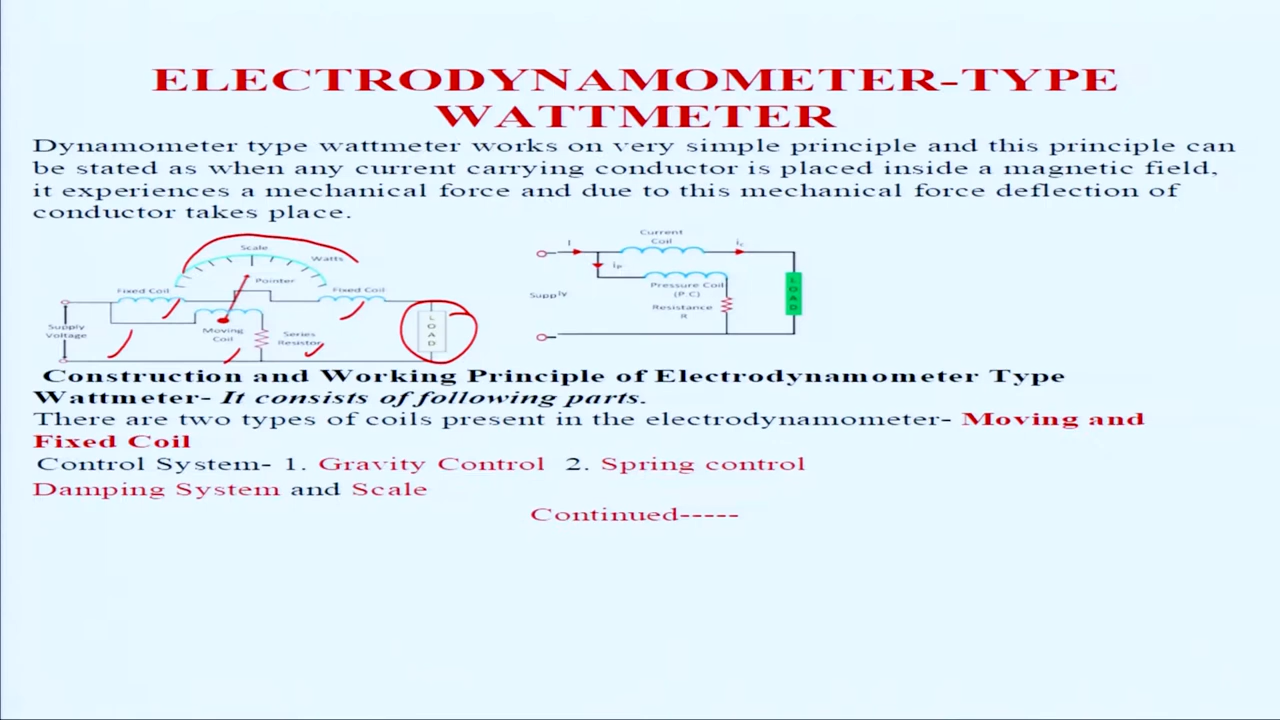 ELECTRODYNAMOMETER-TYPE
WATTMETER
Dynamometer type wattmeter works on very simple principle and this principle can
be stated as when any current carrying conductor is placed inside a magnetic field,
it experiences a mechanical force and due to this mechanical force deflection of
conductor takes place.
Scale
Watts
Pointer
Fixed Coil
Fixed Coil
Supply
Voltage
Moving
Coil
Series
Resistor
L
O
A
D
Current
Coil
I
ic
iP
Pressure Coil
(P.C)
Supply
Resistance
R
L
O
A
D
Construction and Working Principle of Electrodynamometer Type
Wattmeter- It consists of following parts.
There are two types of coils present in the electrodynamometer- Moving and
Fixed Coil
Control System- 1. Gravity Control 2. Spring control
Damping System and Scale
Continued-----